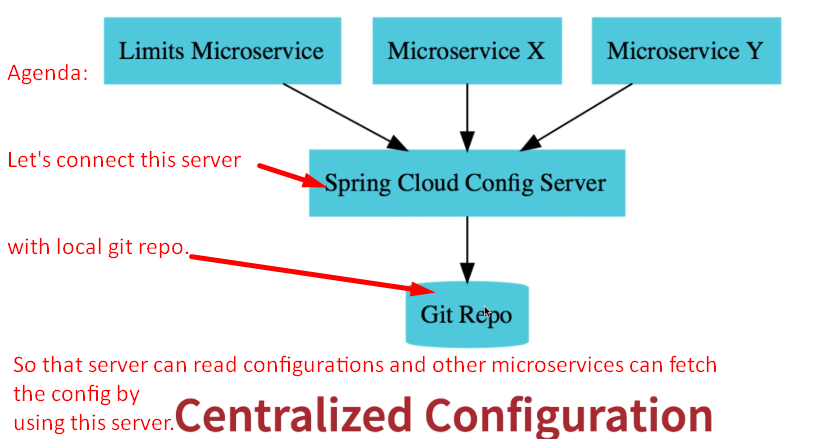 Limits Microservice
Microservice X
Microservice Y
Agenda:
Let's connect this server
Spring Cloud Config Server
with local git repo.
Git Repo
So that server can read configurations and other microservices can fetch
the config by
using this server.
Centralized Configuration